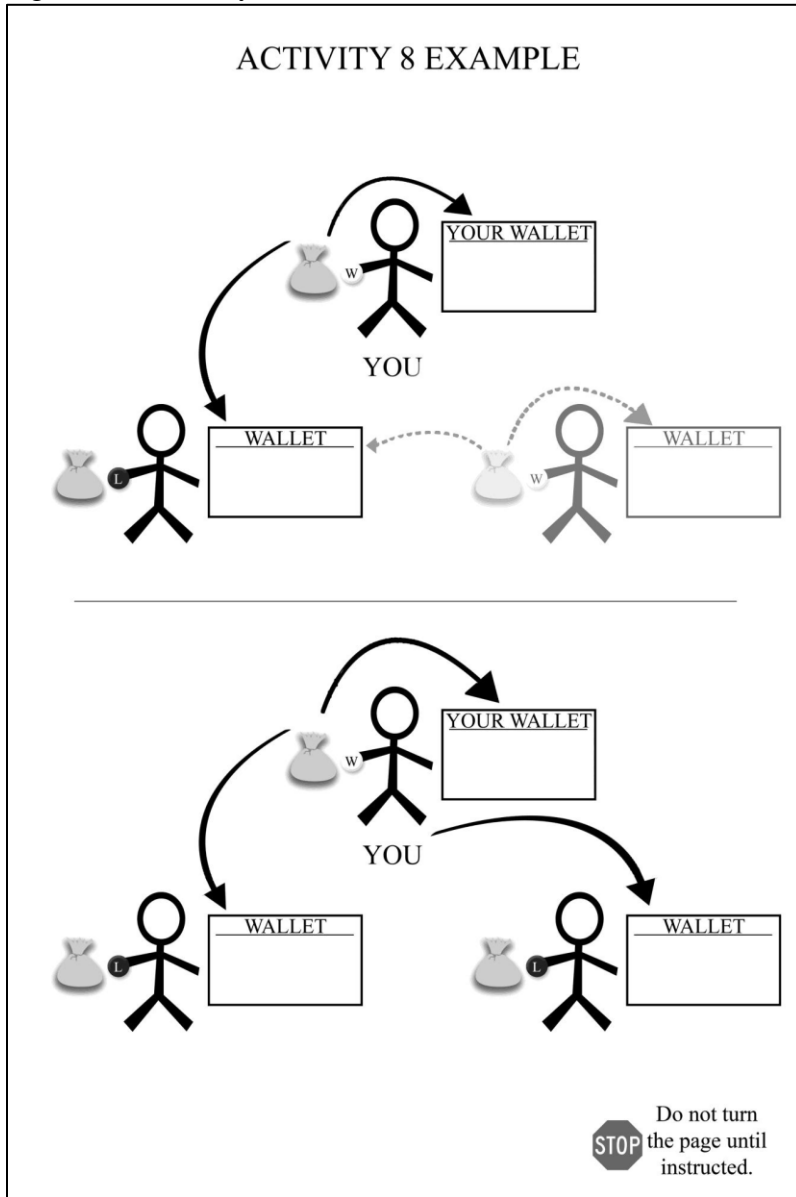 ACTIVITY 8 EXAMPLE
YOUR WALLET
W
YOU
WALLET
WALLET
L
W
YOUR WALLET
W
YOU
WALLET
WALLET
L
L
STOP
Do not turn
the page until
instructed.